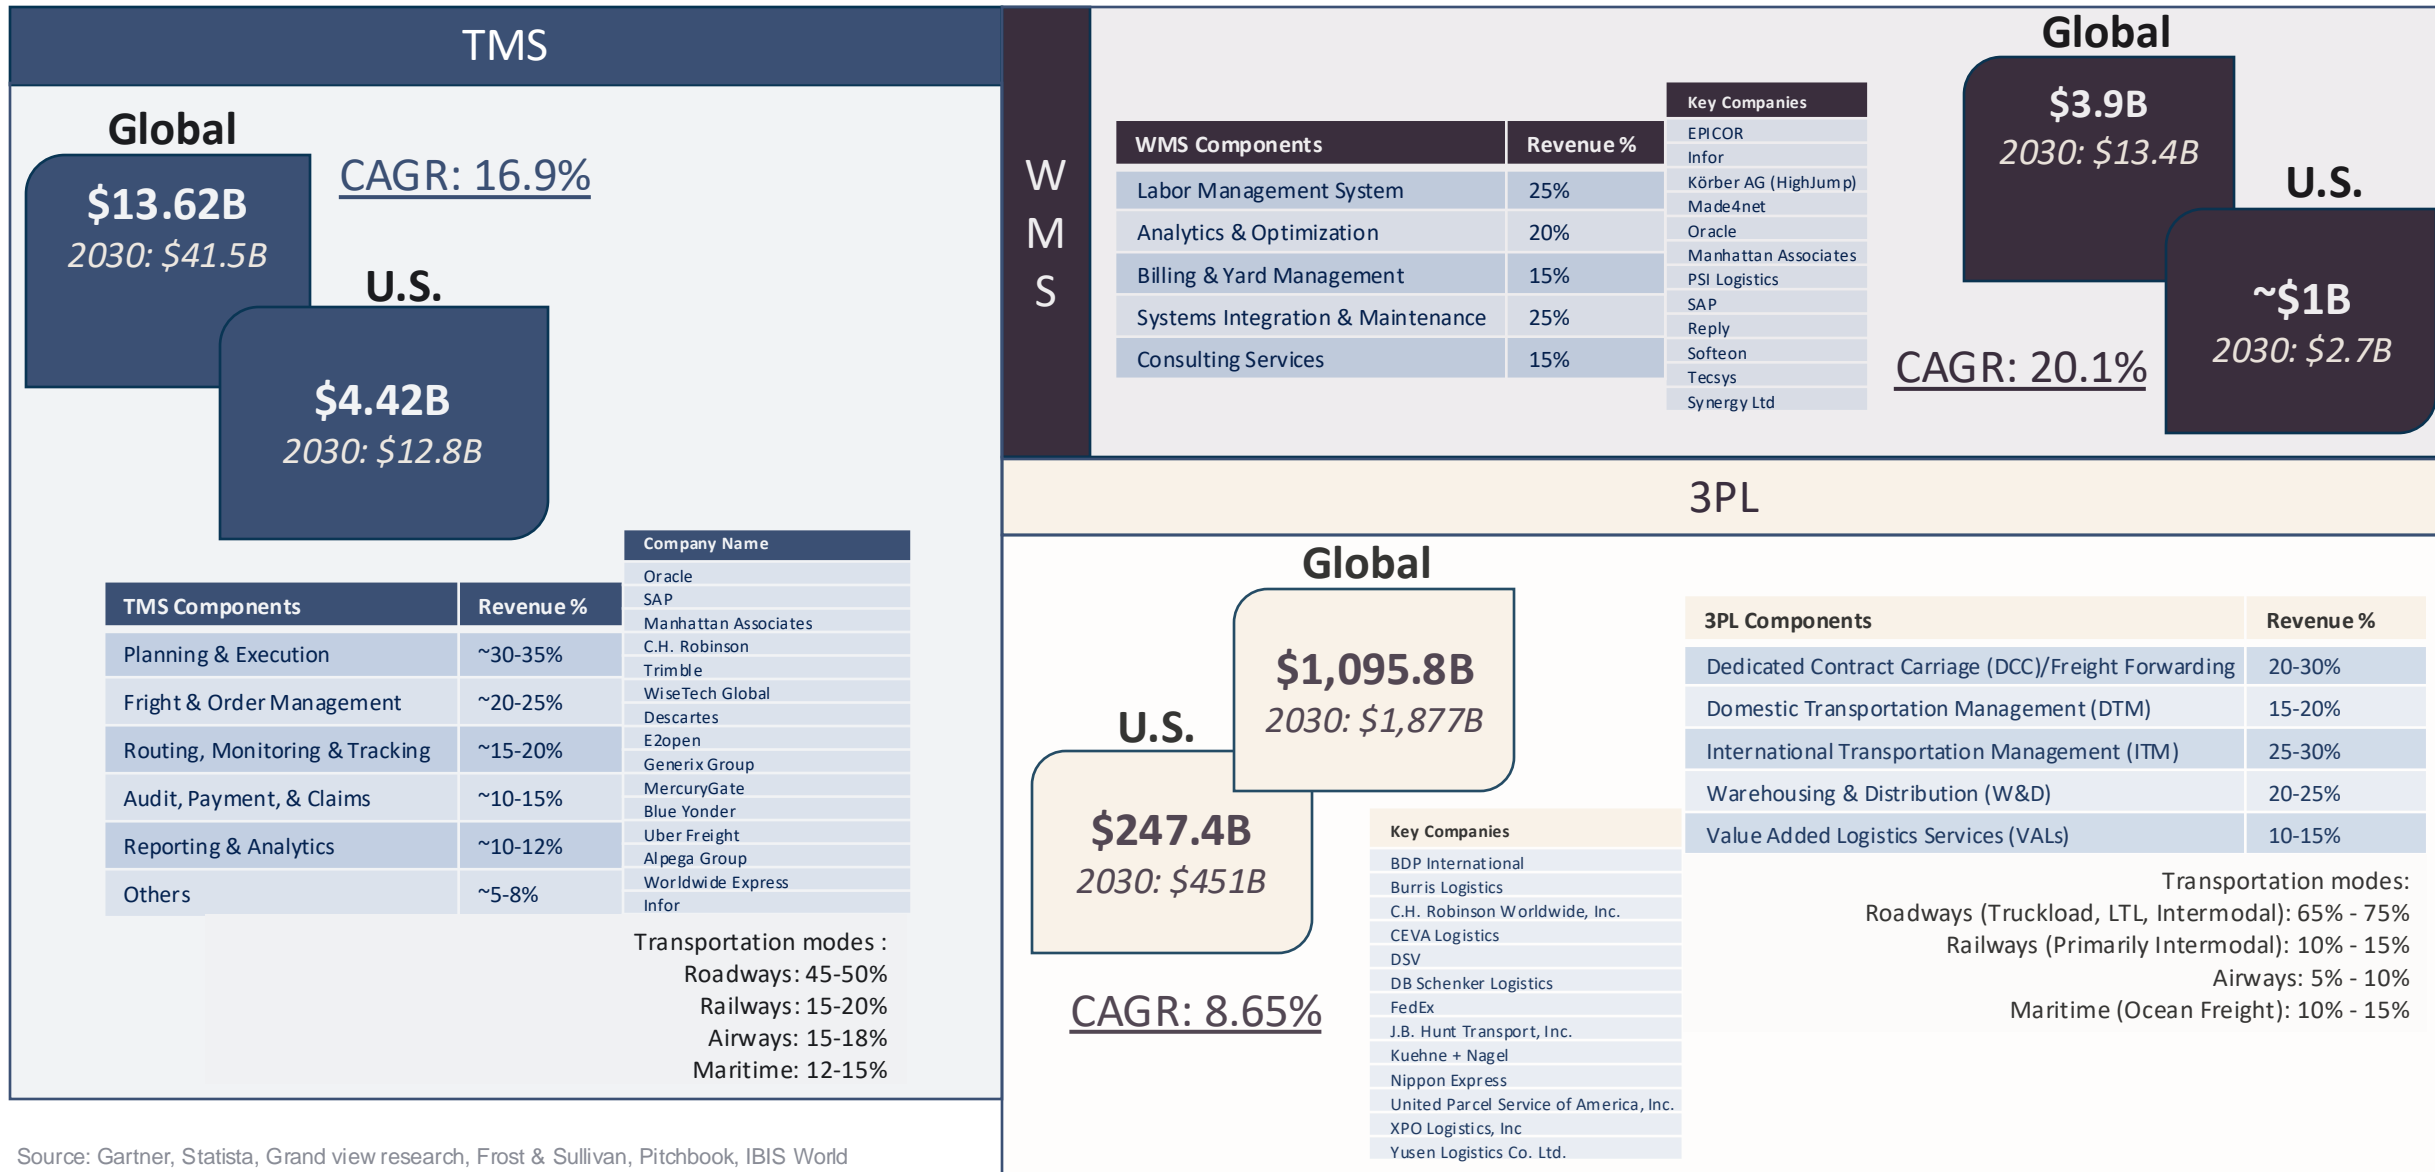 TMS
Global
$13.62B
2030: $41.5B
CAGR: 16.9%
U.S.
$4.42B
2030: $12.8B
TMS Components Revenue %
Planning & Execution ~30-35%
Fright & Order Management ~20-25%
Routing, Monitoring & Tracking ~15-20%
Audit, Payment, & Claims ~10-15%
Reporting & Analytics ~10-12%
Others ~5-8%
Company Name
Oracle
SAP
Manhattan Associates
C.H. Robinson
Trimble
WiseTech Global
Descartes
E2open
Generix Group
MercuryGate
Blue Yonder
Uber Freight
Alpega Group
Worldwide Express
Infor
Transportation modes :
Roadways: 45-50%
Railways: 15-20%
Airways: 15-18%
Maritime: 12-15%
W
M
S
WMS Components Revenue %
Labor Management System 25%
Analytics & Optimization 20%
Billing & Yard Management 15%
Systems Integration & Maintenance 25%
Consulting Services 15%
Key Companies
EPICOR
Infor
Körber AG (HighJump)
Made4net
Oracle
Manhattan Associates
PSI Logistics
SAP
Reply
Softeon
Tecsys
Synergy Ltd
Global
$3.9B
2030: $13.4B
U.S.
~$1B
2030: $2.7B
CAGR: 20.1%
3PL
Global
$1,095.8B
2030: $1,877B
U.S.
$247.4B
2030: $451B
CAGR: 8.65%
Key Companies
BDP International
Burris Logistics
C.H. Robinson Worldwide, Inc.
CEVA Logistics
DSV
DB Schenker Logistics
FedEx
J.B. Hunt Transport, Inc.
Kuehne + Nagel
Nippon Express
United Parcel Service of America, Inc.
XPO Logistics, Inc
Yusen Logistics Co. Ltd.
3PL Components Revenue %
Dedicated Contract Carriage (DCC)/Freight Forwarding 20-30%
Domestic Transportation Management (DTM) 15-20%
International Transportation Management (ITM) 25-30%
Warehousing & Distribution (W&D) 20-25%
Value Added Logistics Services (VALs) 10-15%
Transportation modes:
Roadways (Truckload, LTL, Intermodal): 65% - 75%
Railways (Primarily Intermodal): 10% - 15%
Airways: 5% - 10%
Maritime (Ocean Freight): 10% - 15%
Source: Gartner, Statista, Grand view research, Frost & Sullivan, Pitchbook, IBIS World